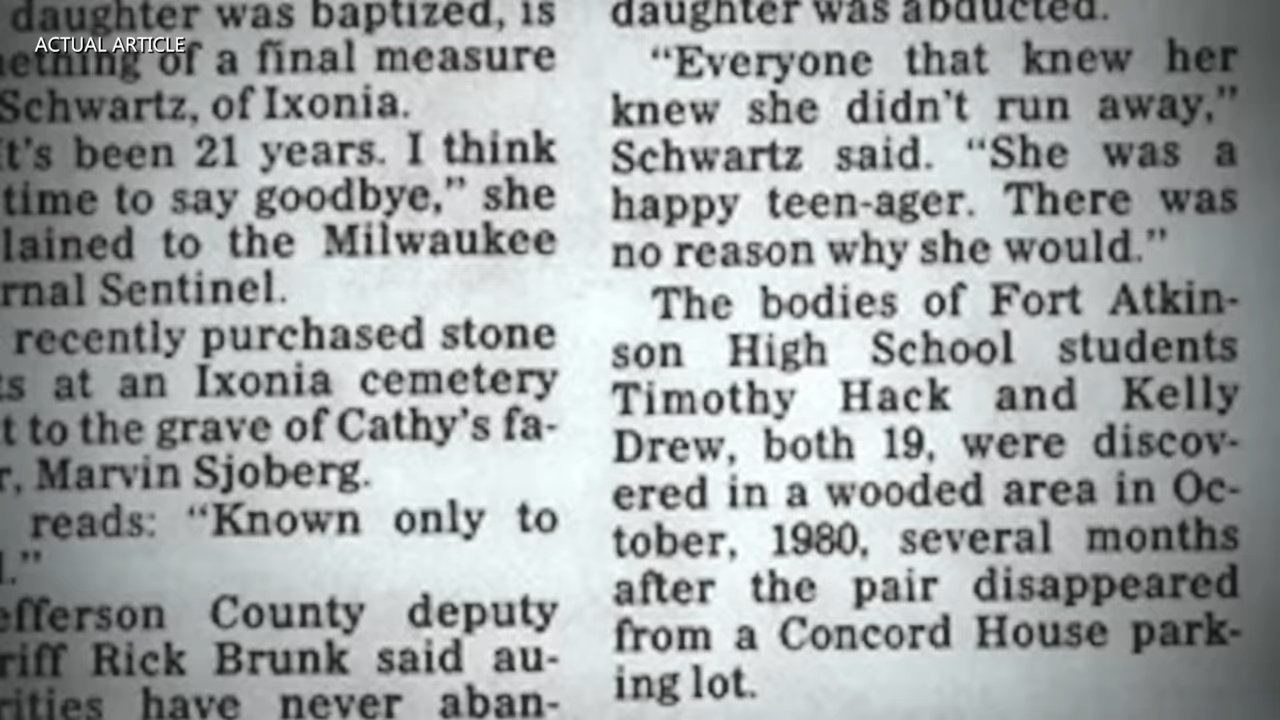 ACTUAL ARTICLE
daughter was baptized, is
of a final measure
Schwartz, of Ixonia.
t's been 21 years. I think
time to say goodbye,” she
lained to the Milwaukee
rnal Sentinel.
recently purchased stone
s at an Ixonia cemetery
t to the grave of Cathy's fa-
r, Marvin Sjoberg.
reads: “Known only to
.”
efferson County deputy
riff Rick Brunk said au-
rities have never aban-
daughter was abducted.
“Everyone that knew her
knew she didn't run away,”
Schwartz said. “She was a
happy teen-ager. There was
no reason why she would.”
The bodies of Fort Atkin-
son High School students
Timothy Hack and Kelly
Drew, both 19, were discov-
ered in a wooded area in Oc-
tober, 1980, several months
after the pair disappeared
from a Concord House park-
ing lot.